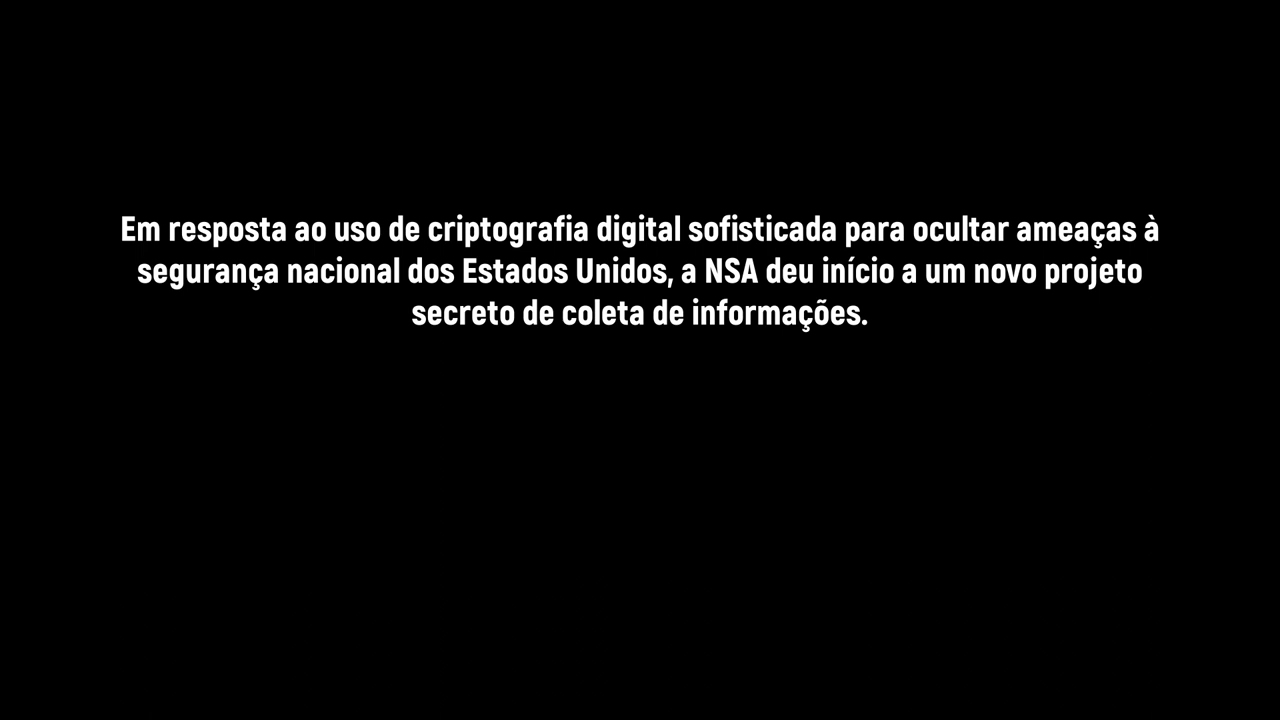 Em resposta ao uso de criptografia digital sofisticada para ocultar ameaças à
segurança nacional dos Estados Unidos, a NSA deu início a um novo projeto
secreto de coleta de informações.